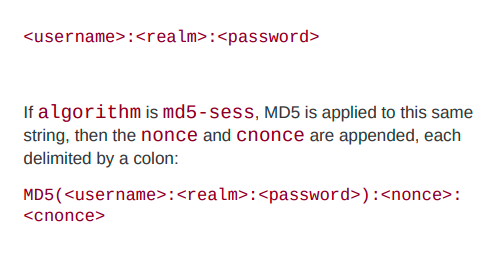 <username>:<realm>:<password>
If algorithm is md5-sess, MD5 is applied to this same
string, then the nonce and cnonce are appended, each
delimited by a colon:
MD5(<username>:<realm>:<password>):<nonce>:
<cnonce>